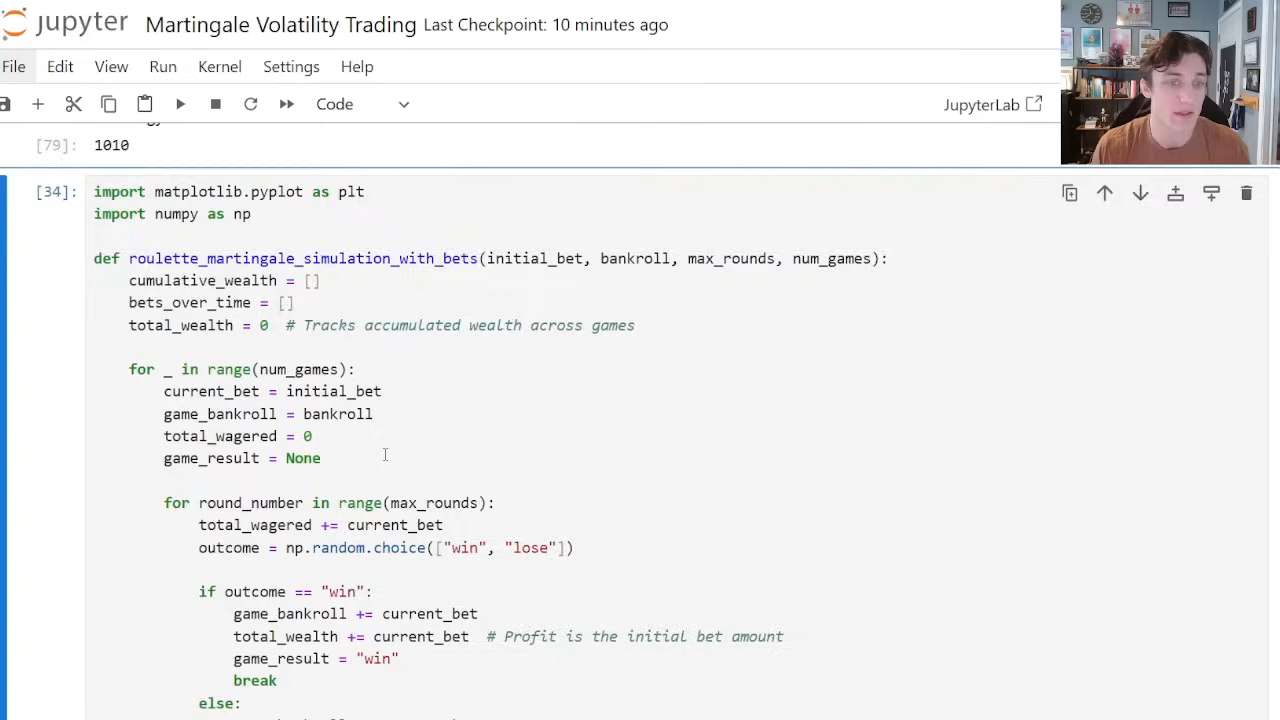 jupyter Martingale Volatility Trading Last Checkpoint: 10 minutes ago
File Edit View Run Kernel Settings Help
Code JupyterLab
[79]: 1010
[34]: import matplotlib.pyplot as plt
import numpy as np
def roulette_martingale_simulation_with_bets(initial_bet, bankroll, max_rounds, num_games):
cumulative_wealth = []
bets_over_time = []
total_wealth = 0 # Tracks accumulated wealth across games
for _ in range(num_games):
current_bet = initial_bet
game_bankroll = bankroll
total_wagered = 0
game_result = None
for round_number in range(max_rounds):
total_wagered += current_bet
outcome = np.random.choice(["win", "lose"])
if outcome == "win":
game_bankroll += current_bet
total_wealth += current_bet # Profit is the initial bet amount
game_result = "win"
break
else: